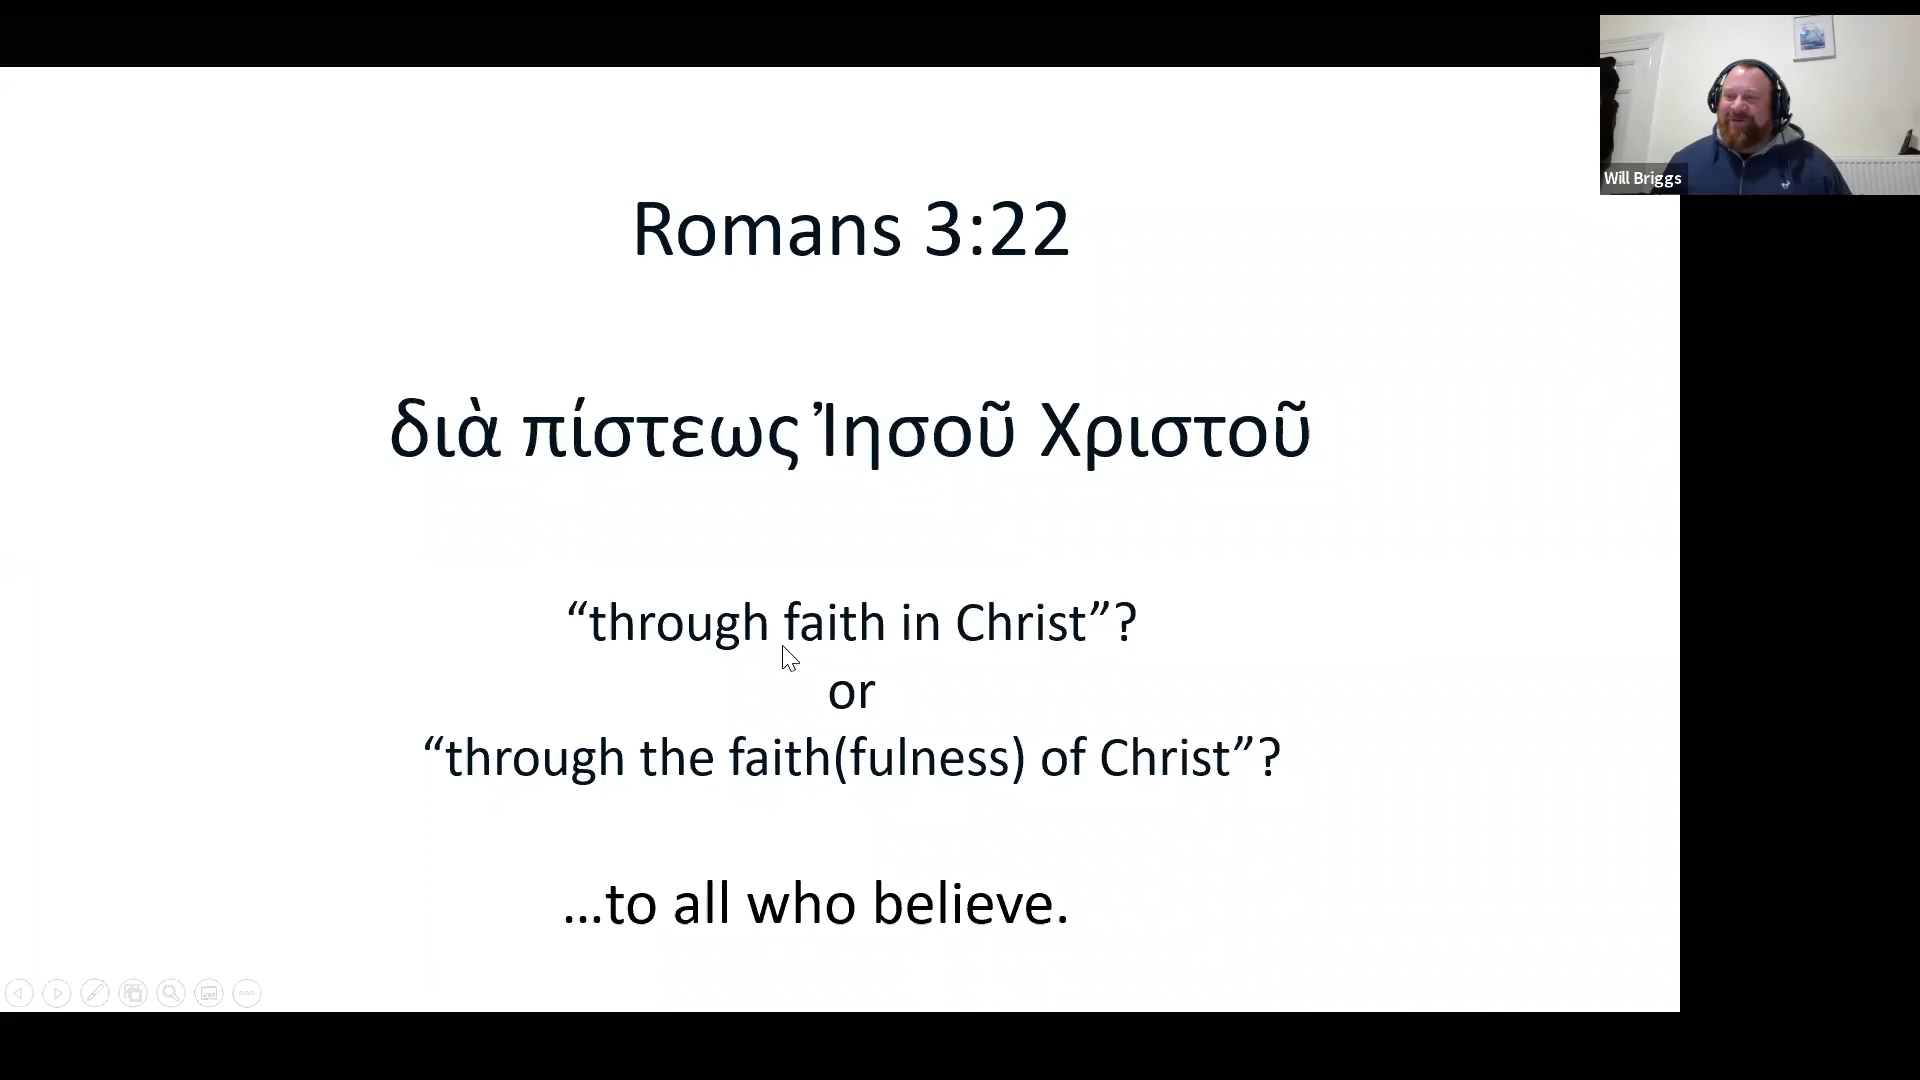 Will Briggs
Romans 3:22
διὰ πίστεως Ἰησοῦ Χριστοῦ
“through faith in Christ”?
or
“through the faith(fulness) of Christ”?
…to all who believe.